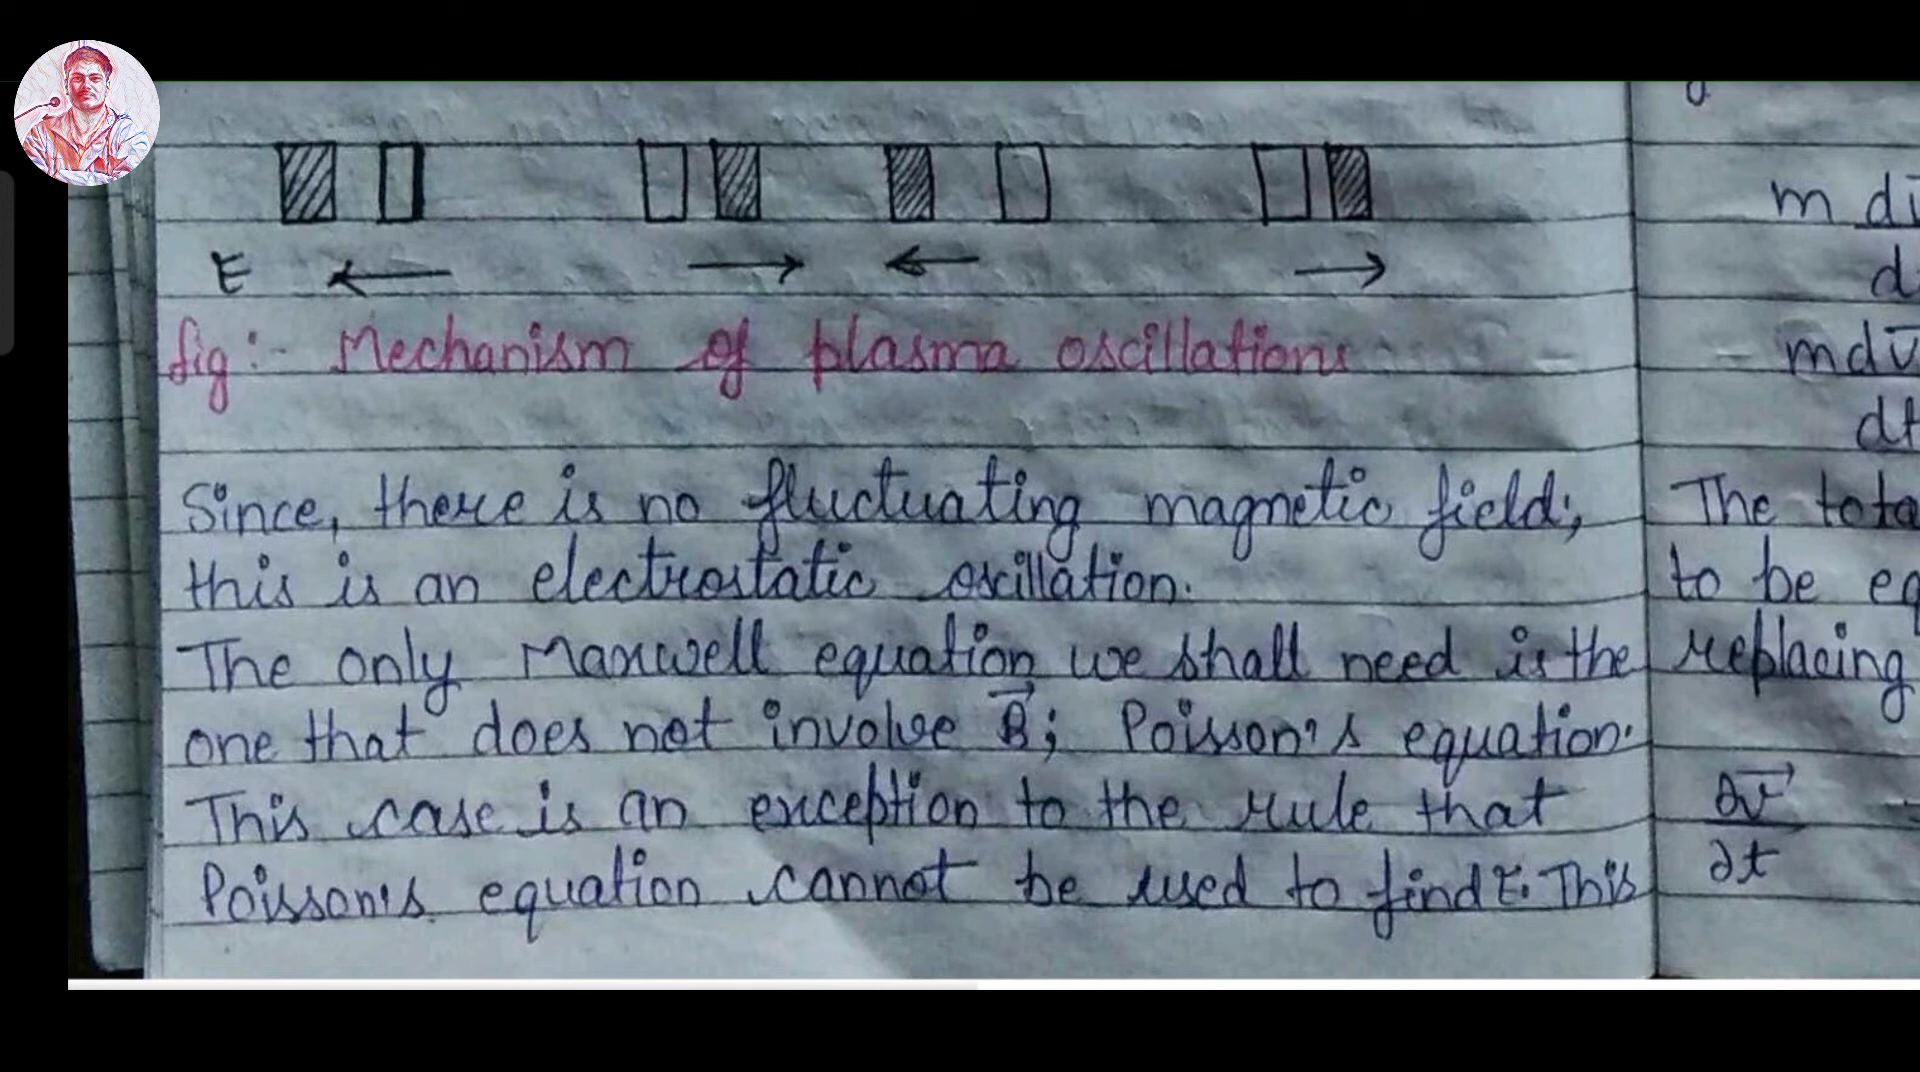 E
fig:- Mechanism of plasma oscillations
Since, there is no fluctuating magnetic field;
this is an electrostatic oscillation.
The only Maxwell equation we shall need is the
one that does not involve B⃗; Poisson's equation.
This case is an exception to the rule that
Poisson's equation cannot be used to find E. This
m d
d
mdv
dt
The tota
to be eq
replacing
∂v⃗
∂t